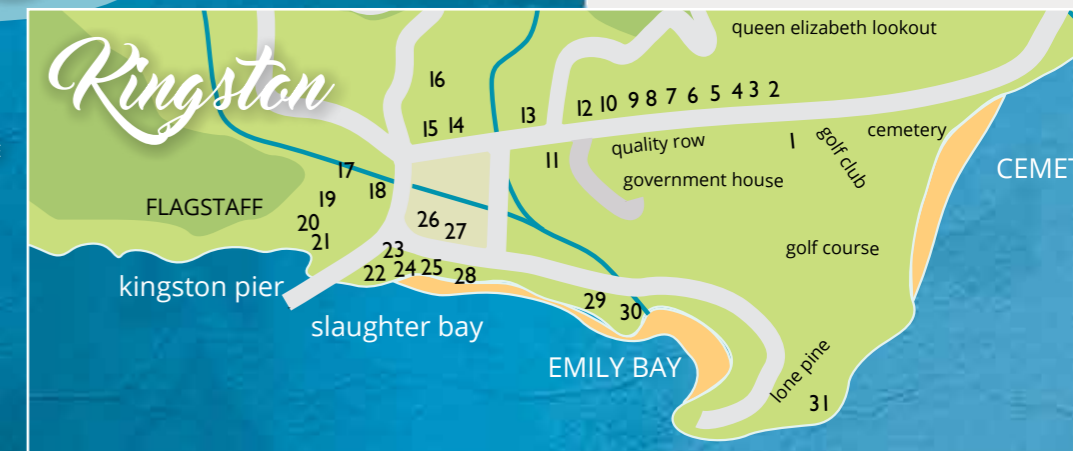 Kingston
queen elizabeth lookout
16
15 14
13
12 10 9 8 7 6 5 4 3 2
11
quality row
1
golf club
cemetery
government house
CEMET
17
18
19
FLAGSTAFF
20
21
26
27
golf course
23
22
24
25
28
kingston pier
29
30
slaughter bay
EMILY BAY
lone pine
31